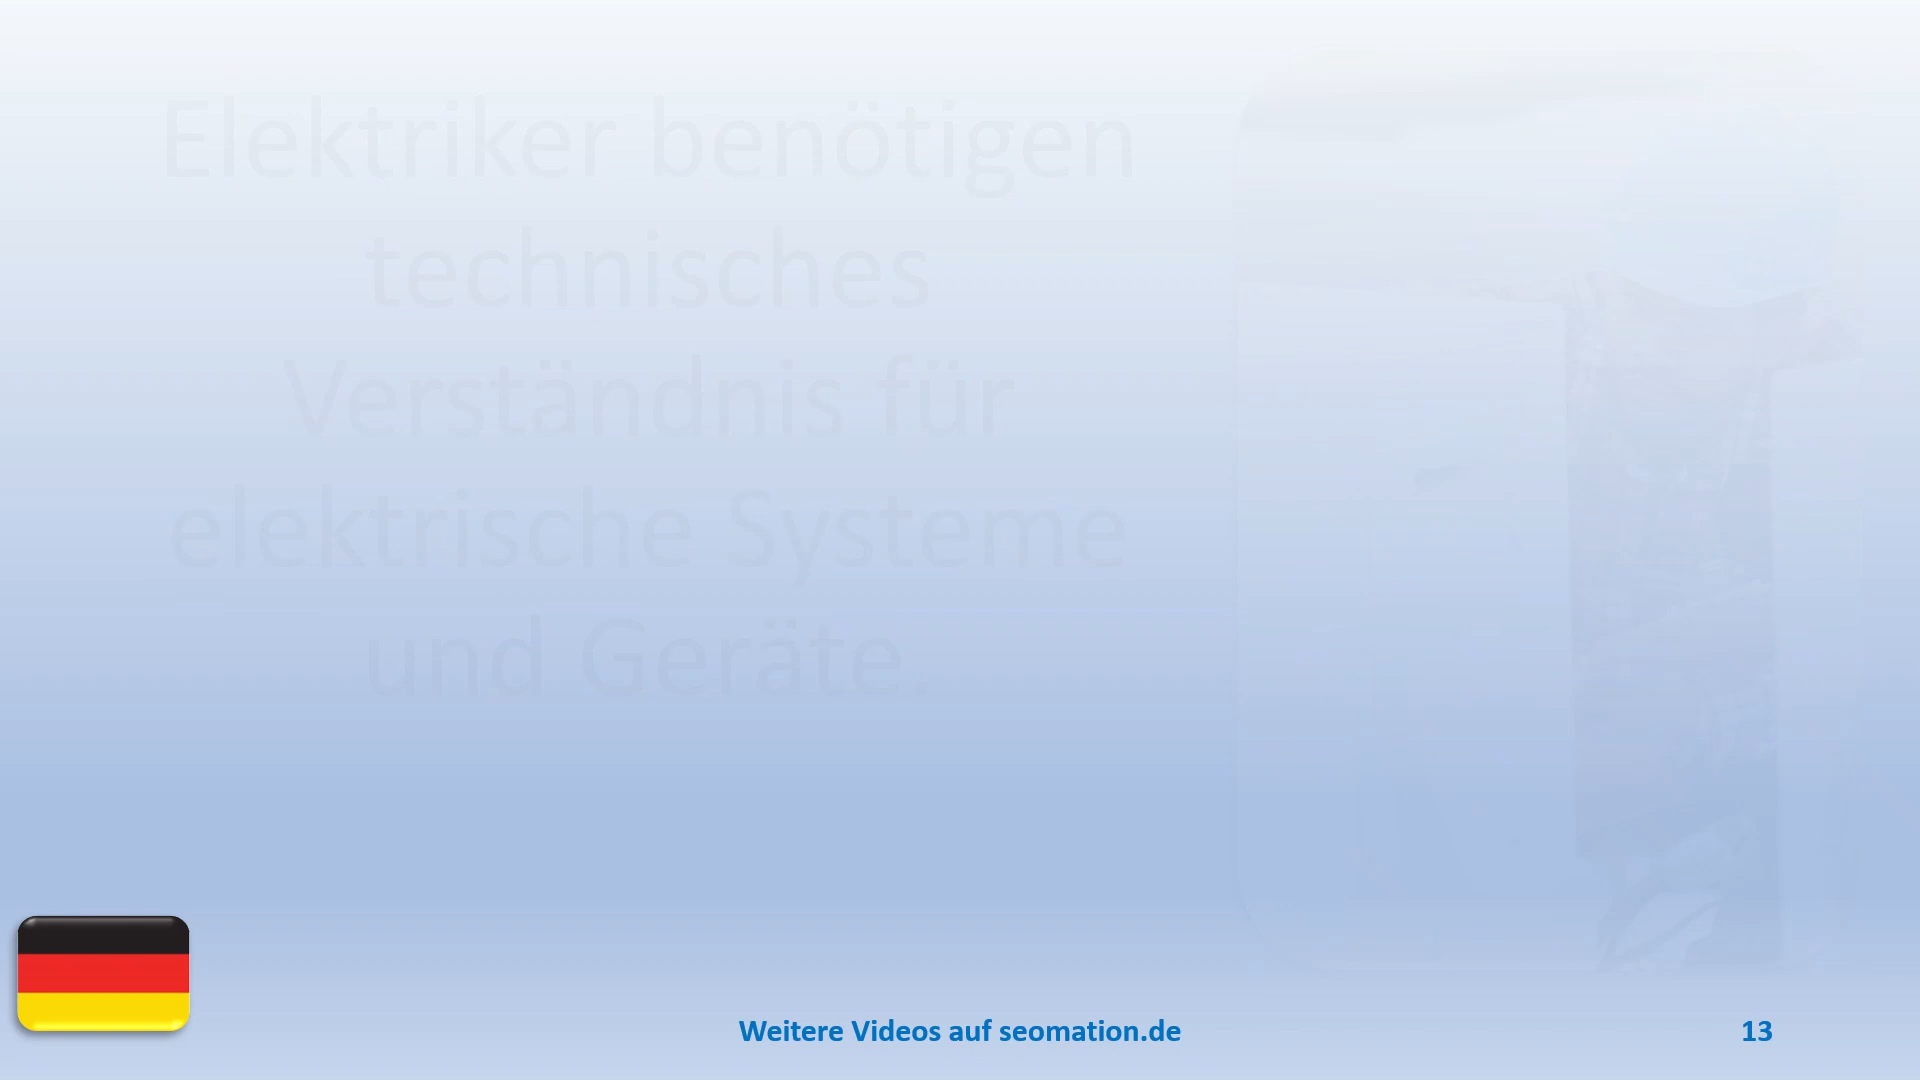 Elektriker benötigen
technisches
Verständnis für
elektrische Systeme
und Geräte.
Weitere Videos auf seomation.de
13